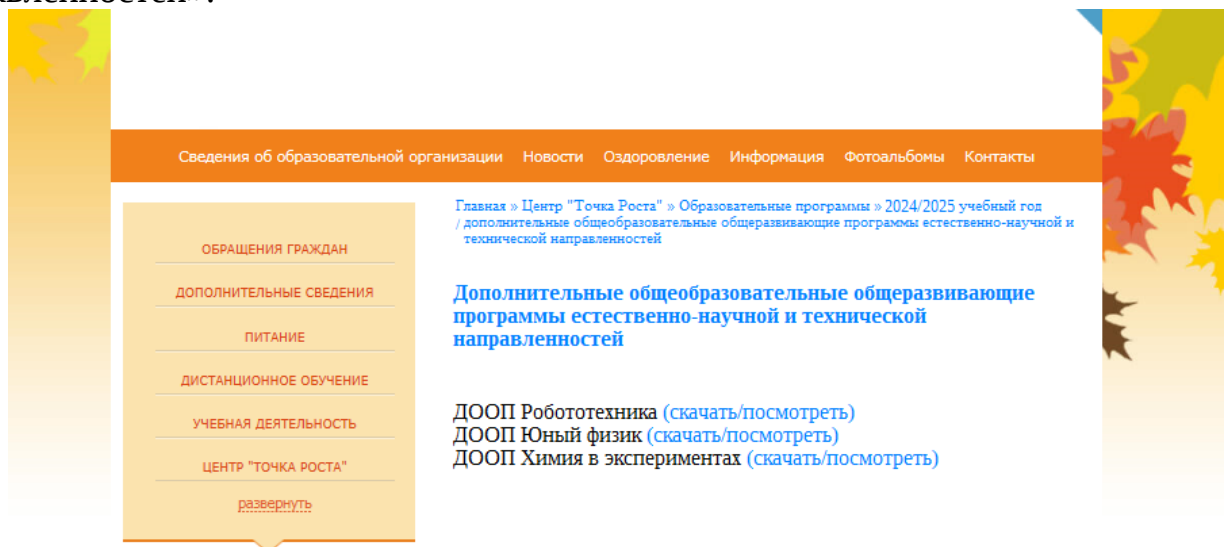 Сведения об образовательной организации Новости Оздоровление Информация Фотоальбомы Контакты
ОБРАЩЕНИЯ ГРАЖДАН
ДОПОЛНИТЕЛЬНЫЕ СВЕДЕНИЯ
ПИТАНИЕ
ДИСТАНЦИОННОЕ ОБУЧЕНИЕ
УЧЕБНАЯ ДЕЯТЕЛЬНОСТЬ
ЦЕНТР "ТОЧКА РОСТА"
развернуть
Главная » Центр "Точка Роста" » Образовательные программы » 2024/2025 учебный год
/ дополнительные общеобразовательные общеразвивающие программы естественно-научной и
технической направленностей
Дополнительные общеобразовательные общеразвивающие
программы естественно-научной и технической
направленностей
ДООП Робототехника (скачать/посмотреть)
ДООП Юный физик (скачать/посмотреть)
ДООП Химия в экспериментах (скачать/посмотреть)